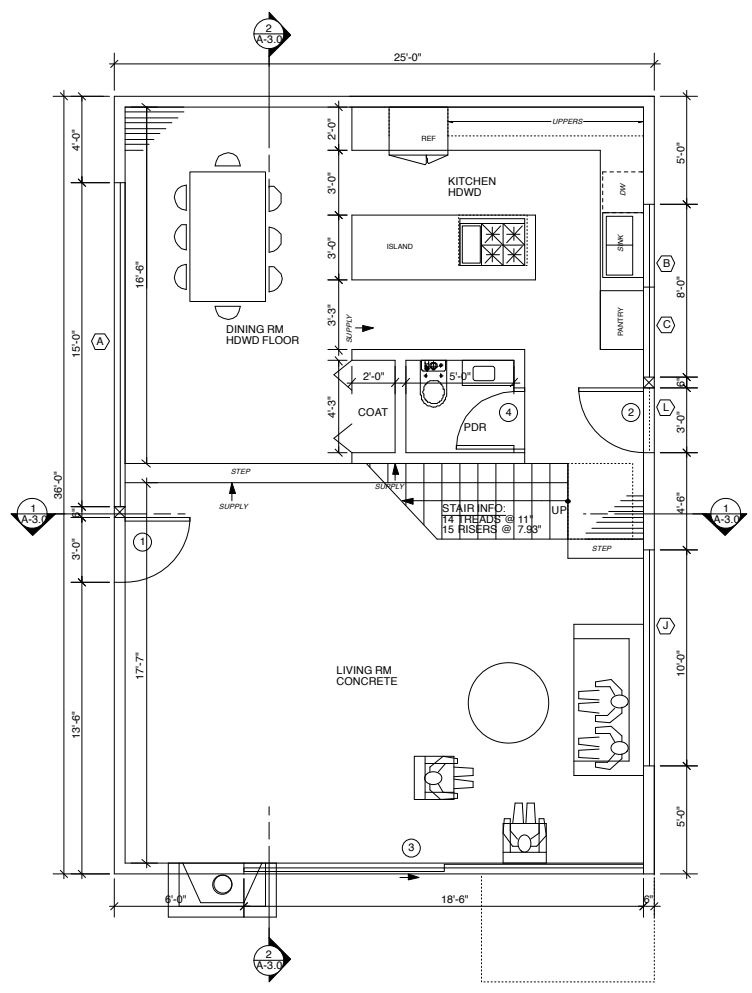 2
A-3.0
25'-0"
4'-0"
2'-0"
REF
UPPERS
5'-0"
KITCHEN
HDWD
3'-0"
DW
ISLAND
3'-0"
SINK
B
16'-6"
8'-0"
DINING RM
HDWD FLOOR
SUPPLY
3'-3"
PANTRY
C
A
15'-0"
2'-0"
5'-0"
6"
COAT
4'-3"
PDR
4
2
L
3'-0"
STEP
SUPPLY
SUPPLY
36'-0"
1
A-3.0
6"
STAIR INFO:
14 TREADS @ 11"
15 RISERS @ 7.93"
UP
4'-6"
1
A-3.0
1
3'-0"
STEP
J
17'-7"
LIVING RM
CONCRETE
10'-0"
13'-6"
3
5'-0"
6'-0"
18'-6"
6"
2
A-3.0